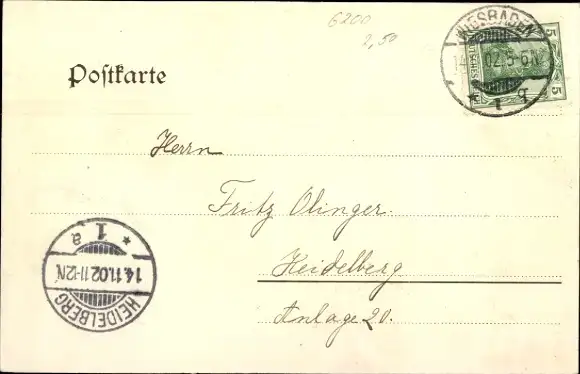 6200
2,50
WIESBADEN
14. 02. 5-6N
* 1 g
5 DEUTSCHES 5
Postkarte
Herrn
Fritz Olinger.
Heidelberg
Anlage 20.
HEIDELBERG
14.11.02.11-12N.
* 1 a